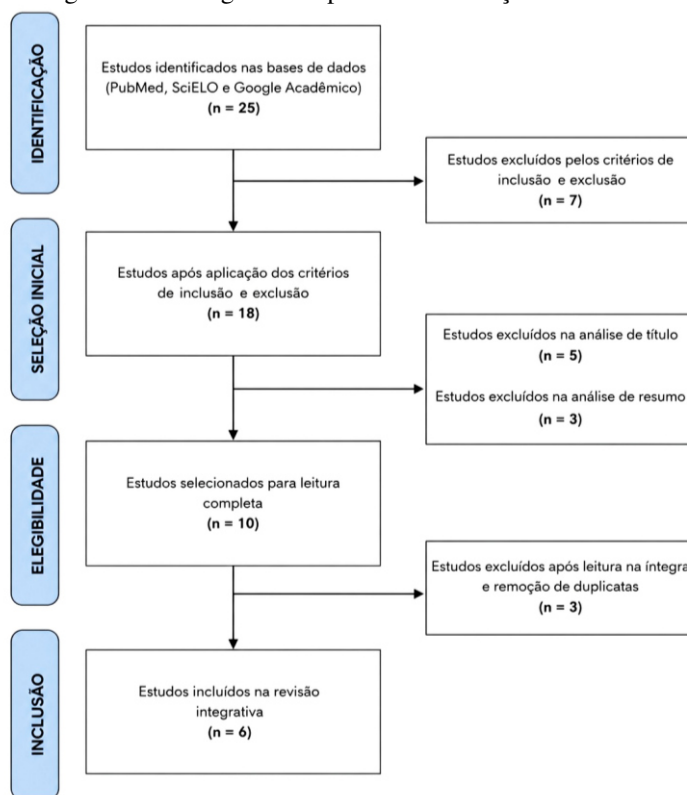 IDENTIFICAÇÃO
Estudos identificados nas bases de dados
(PubMed, SciELO e Google Acadêmico)
(n = 25)
Estudos excluídos pelos critérios de
inclusão e exclusão
(n = 7)
SELEÇÃO INICIAL
Estudos após aplicação dos critérios
de inclusão e exclusão
(n = 18)
Estudos excluídos na análise de título
(n = 5)
Estudos excluídos na análise de resumo
(n = 3)
ELEGIBILIDADE
Estudos selecionados para leitura
completa
(n = 10)
Estudos excluídos após leitura na íntegra
e remoção de duplicatas
(n = 3)
INCLUSÃO
Estudos incluídos na revisão
integrativa
(n = 6)